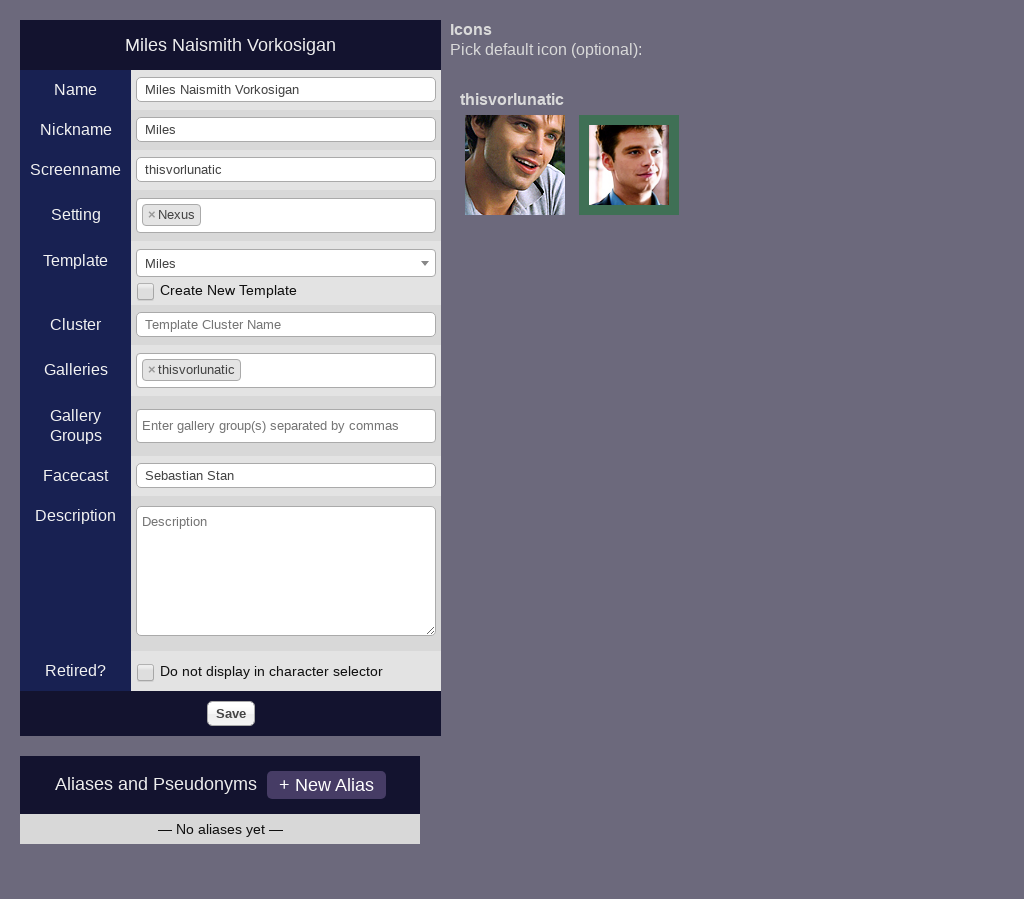 Miles Naismith Vorkosigan
Name
Miles Naismith Vorkosigan
Nickname
Miles
Screenname
thisvorlunatic
Setting
× Nexus
Template
Miles
Create New Template
Cluster
Template Cluster Name
Galleries
× thisvorlunatic
Gallery
Groups
Enter gallery group(s) separated by commas
Facecast
Sebastian Stan
Description
Description
Retired?
Do not display in character selector
Save
Aliases and Pseudonyms
+ New Alias
— No aliases yet —
Icons
Pick default icon (optional):
thisvorlunatic